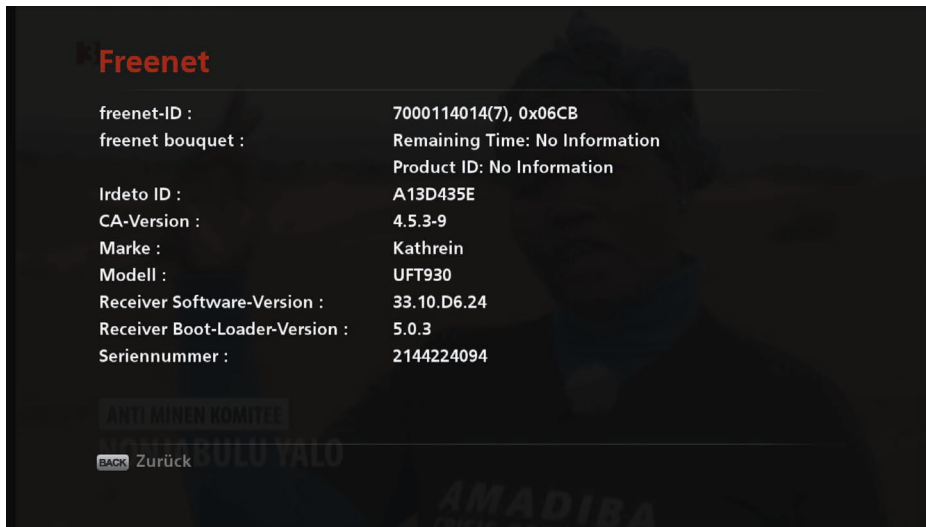 Freenet
freenet-ID : 7000114014(7), 0x06CB
freenet bouquet : Remaining Time: No Information
Product ID: No Information
Irdeto ID : A13D435E
CA-Version : 4.5.3-9
Marke : Kathrein
Modell : UFT930
Receiver Software-Version : 33.10.D6.24
Receiver Boot-Loader-Version : 5.0.3
Seriennummer : 2144224094
ANTI MINEN KOMITEE
NONJABULU YALO
BACK Zurück
AMADIBA